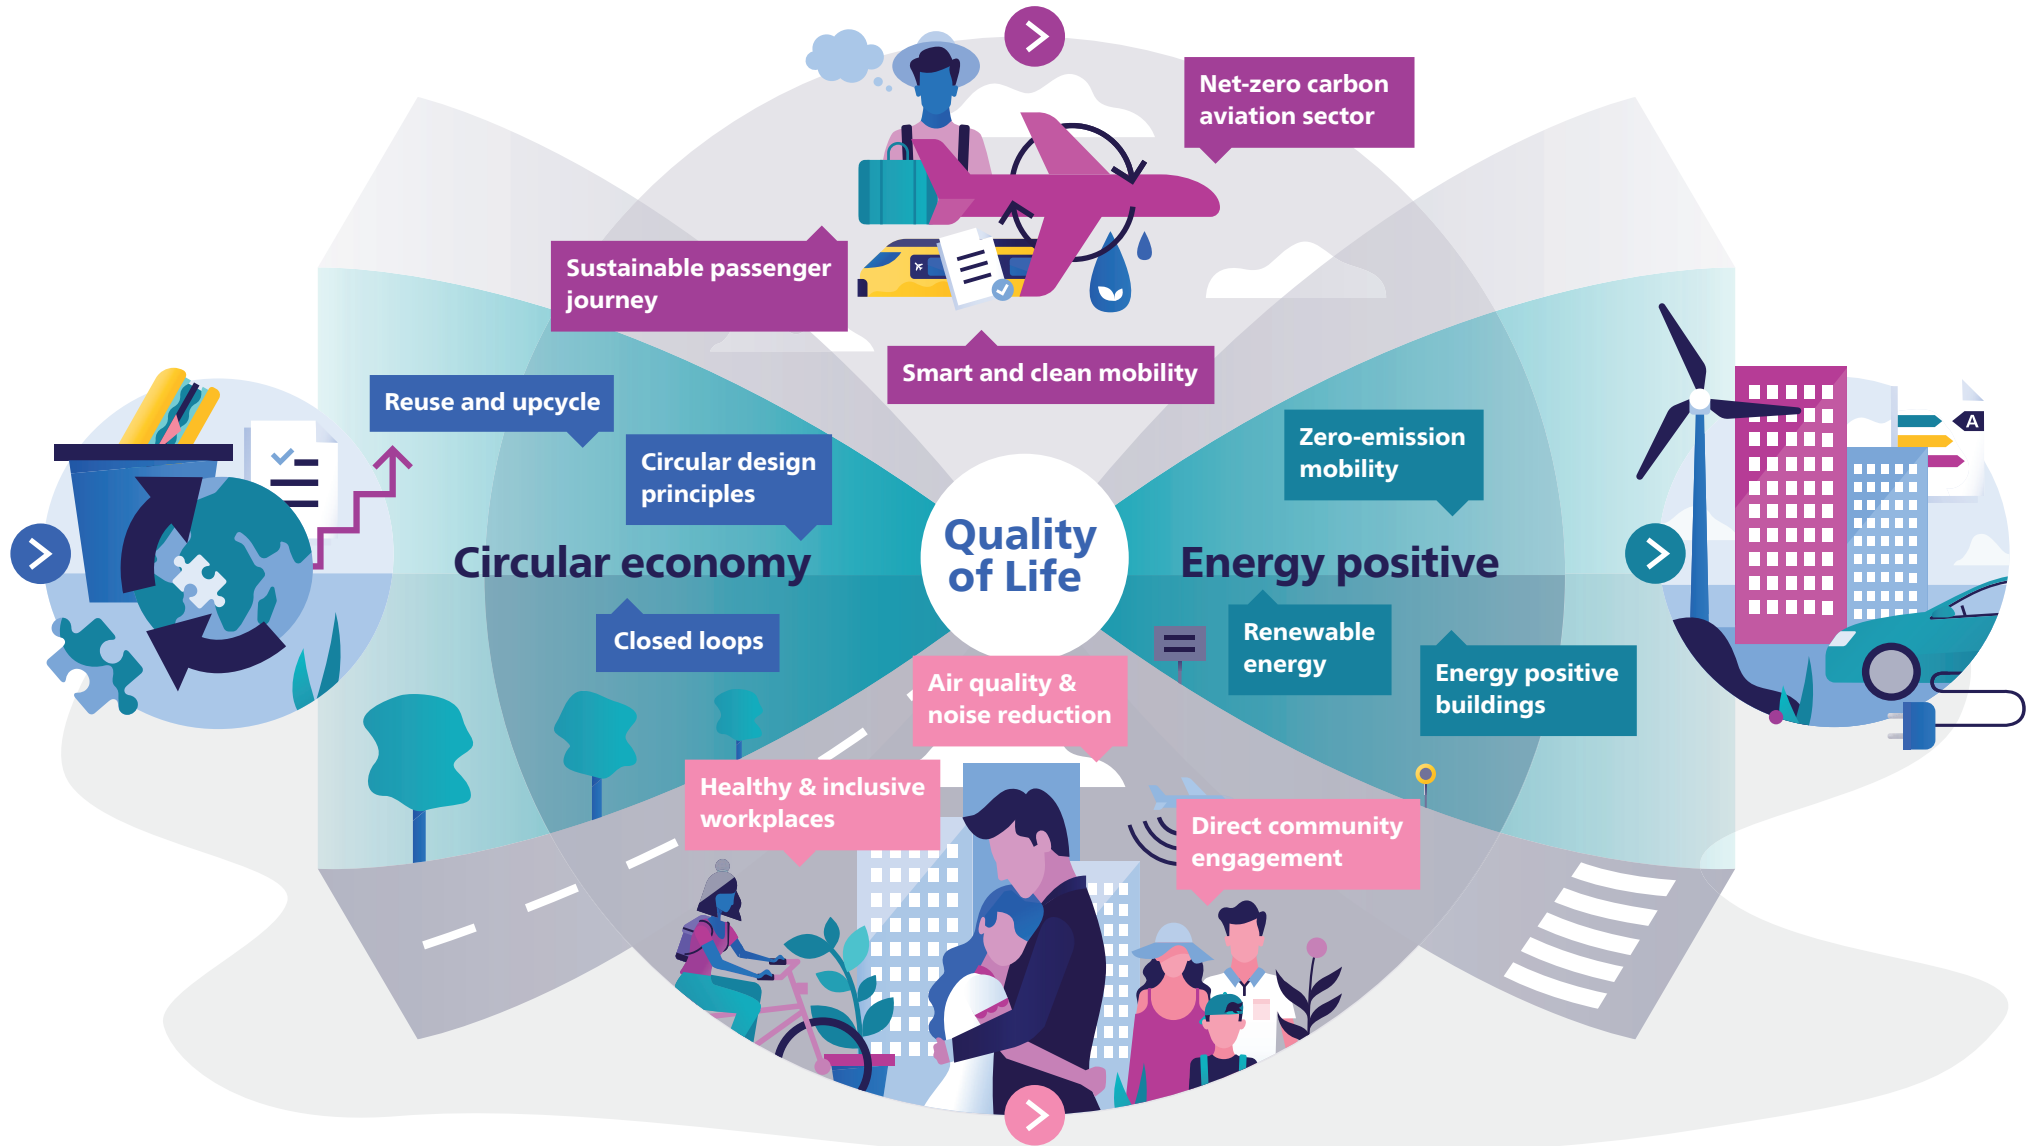 Net-zero carbon
aviation sector
Sustainable passenger
journey
Smart and clean mobility
Reuse and upcycle
Circular design
principles
Circular economy
Closed loops
Quality
of Life
Zero-emission
mobility
A
Energy positive
Renewable
energy
Energy positive
buildings
Air quality &
noise reduction
Healthy & inclusive
workplaces
Direct community
engagement